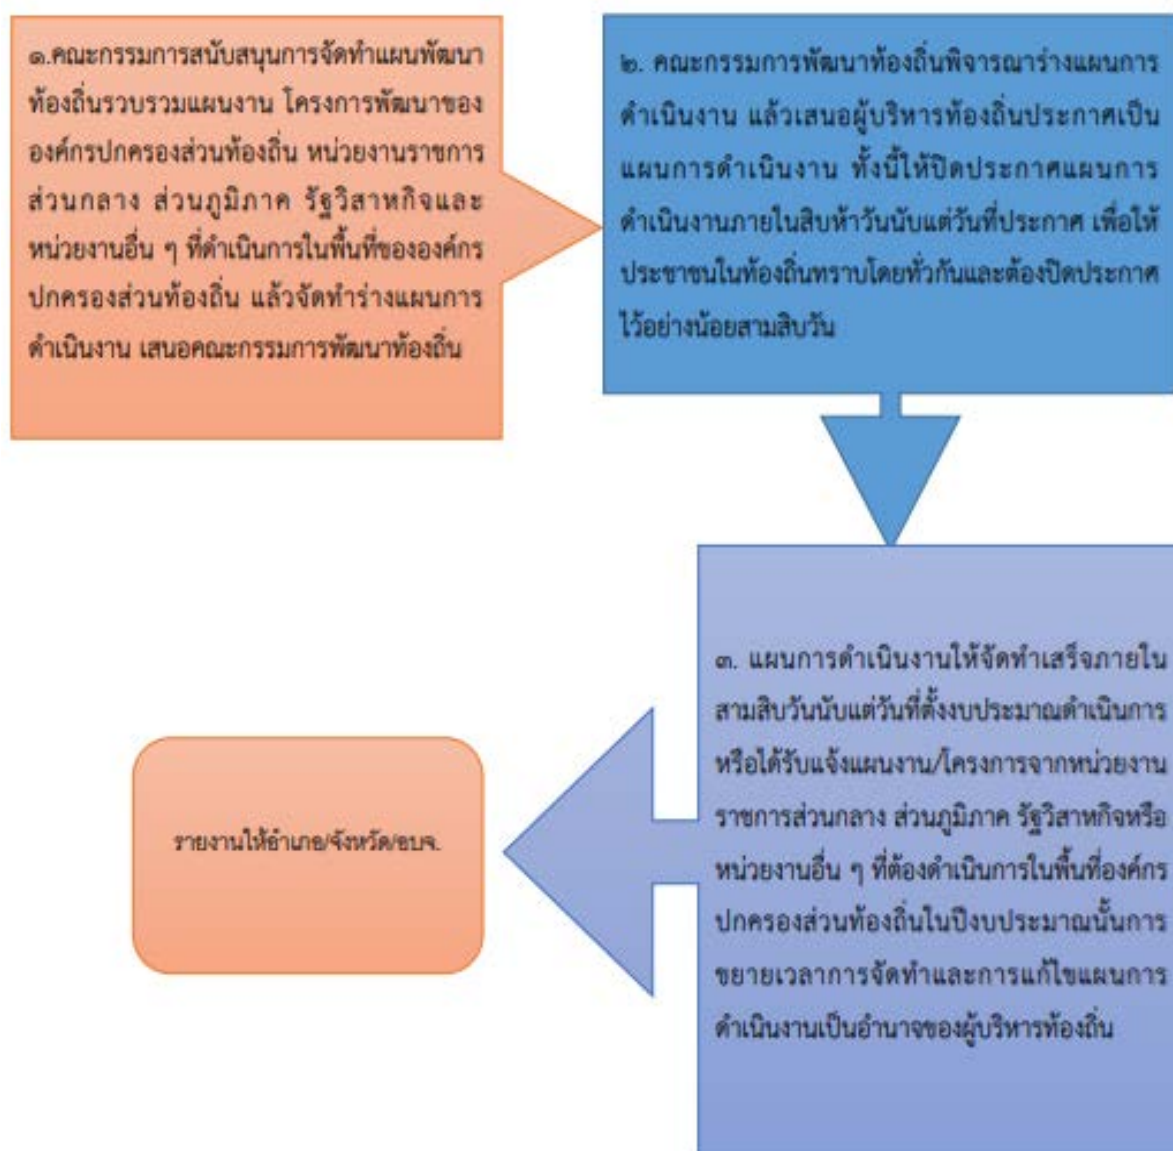 ๑.คณะกรรมการสนับสนุนการจัดทำแผนพัฒนา
ท้องถิ่นรวบรวมแผนงาน โครงการพัฒนาของ
องค์กรปกครองส่วนท้องถิ่น หน่วยงานราชการ
ส่วนกลาง ส่วนภูมิภาค รัฐวิสาหกิจและ
หน่วยงานอื่น ๆ ที่ดำเนินการในพื้นที่ขององค์กร
ปกครองส่วนท้องถิ่น แล้วจัดทำร่างแผนการ
ดำเนินงาน เสนอคณะกรรมการพัฒนาท้องถิ่น
๒. คณะกรรมการพัฒนาท้องถิ่นพิจารณาร่างแผนการ
ดำเนินงาน แล้วเสนอผู้บริหารท้องถิ่นประกาศเป็น
แผนการดำเนินงาน ทั้งนี้ให้ปิดประกาศแผนการ
ดำเนินงานภายในสิบห้าวันนับแต่วันที่ประกาศ เพื่อให้
ประชาชนในท้องถิ่นทราบโดยทั่วกันและต้องปิดประกาศ
ไว้อย่างน้อยสามสิบวัน
๓. แผนการดำเนินงานให้จัดทำเสร็จภายใน
สามสิบวันนับแต่วันที่ตั้งงบประมาณดำเนินการ
หรือได้รับแจ้งแผนงาน/โครงการจากหน่วยงาน
ราชการส่วนกลาง ส่วนภูมิภาค รัฐวิสาหกิจหรือ
หน่วยงานอื่น ๆ ที่ต้องดำเนินการในพื้นที่องค์กร
ปกครองส่วนท้องถิ่นในปีงบประมาณนั้นการ
ขยายเวลาการจัดทำและการแก้ไขแผนการ
ดำเนินงานเป็นอำนาจของผู้บริหารท้องถิ่น
รายงานให้อำเภอ/จังหวัด/อบจ.